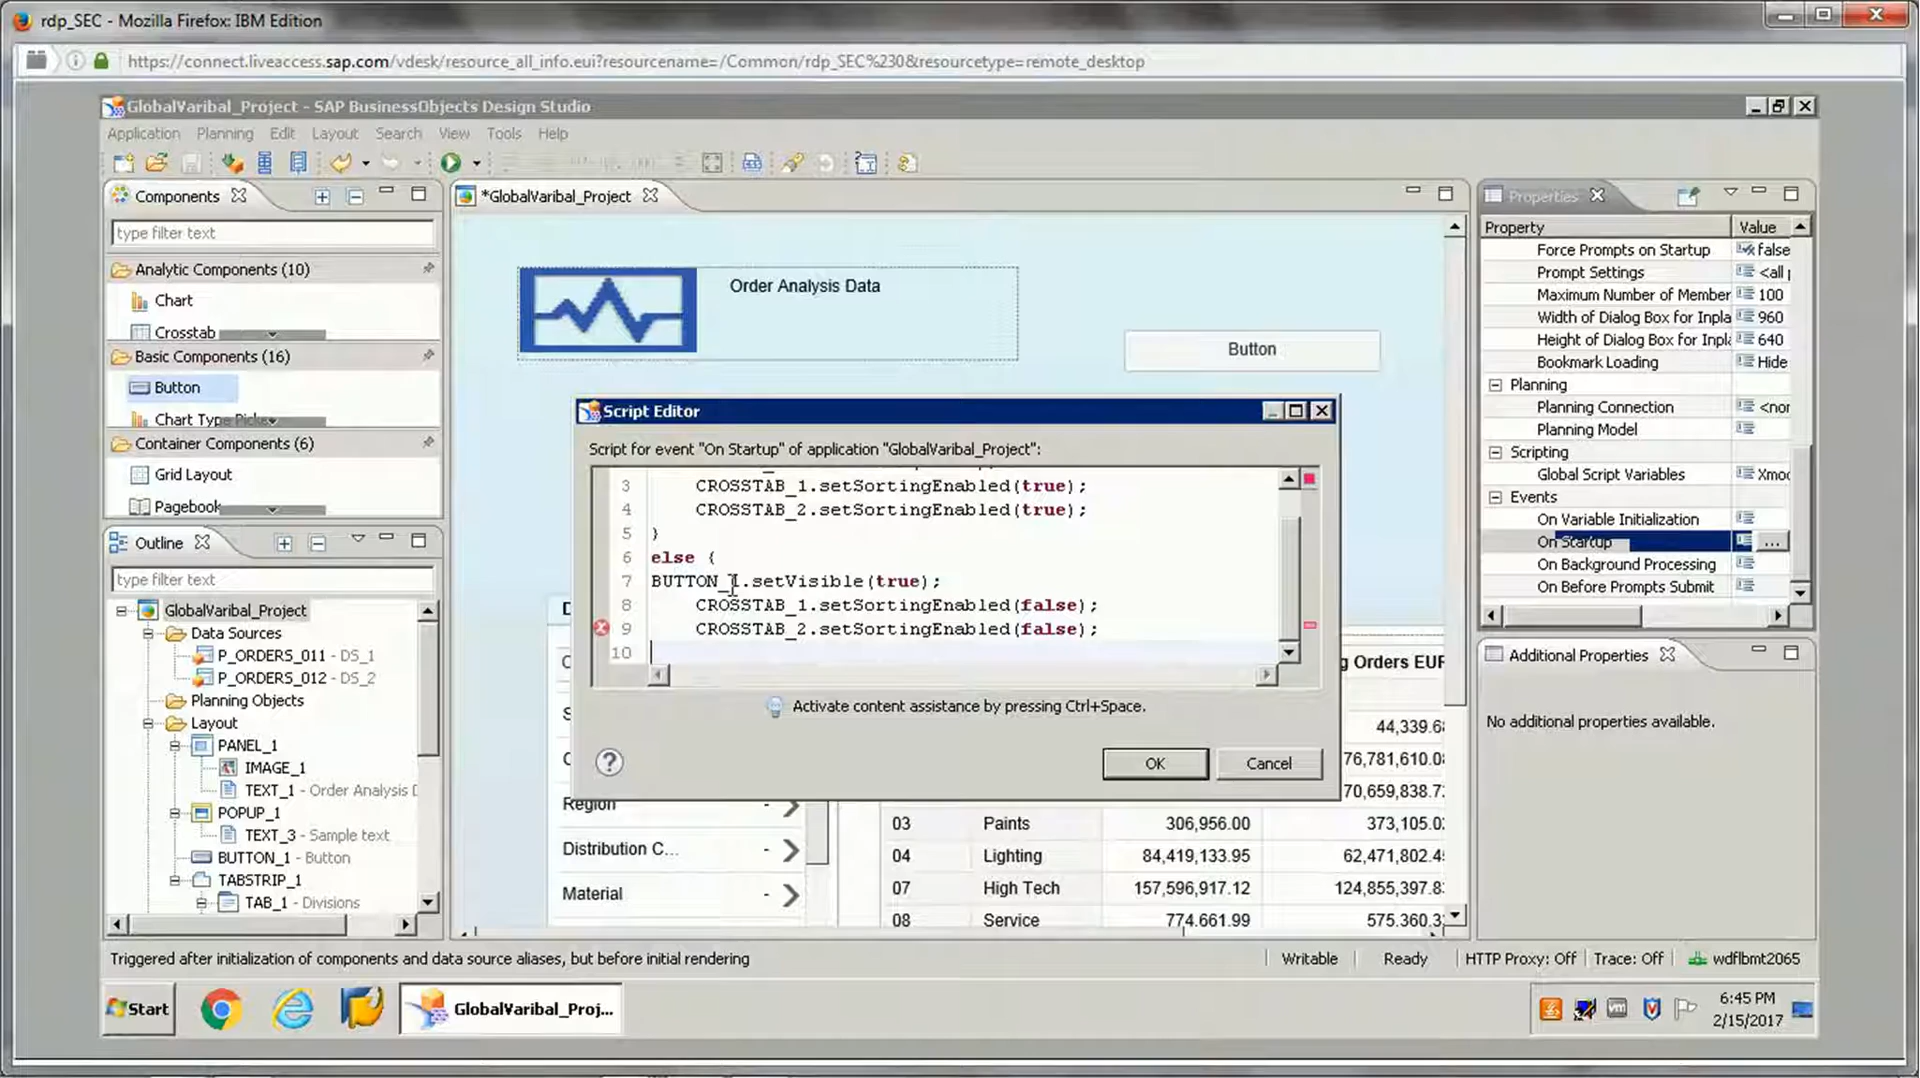 rdp_SEC - Mozilla Firefox: IBM Edition
https://connect.liveaccess.sap.com/vdesk/resource_all_info.eui?resourcename=/Common/rdp_SEC%230&resourcetype=remote_desktop
GlobalVaribal_Project - SAP BusinessObjects Design Studio
Application Planning Edit Layout Search View Tools Help
Components
type filter text
Analytic Components (10)
Chart
Crosstab
Basic Components (16)
Button
Chart Type Picke
Container Components (6)
Grid Layout
Pagebook
Outline
type filter text
GlobalVaribal_Project
Data Sources
P_ORDERS_011 - DS_1
P_ORDERS_012 - DS_2
Planning Objects
Layout
PANEL_1
IMAGE_1
TEXT_1 - Order Analysis D
POPUP_1
TEXT_3 - Sample text
BUTTON_1 - Button
TABSTRIP_1
TAB_1 - Divisions
*GlobalVaribal_Project
Order Analysis Data
Button
Script Editor
Script for event "On Startup" of application "GlobalVaribal_Project":
3 CROSSTAB_1.setSortingEnabled(true);
4 CROSSTAB_2.setSortingEnabled(true);
5 }
6 else {
7 BUTTON_1.setVisible(true);
8 CROSSTAB_1.setSortingEnabled(false);
9 CROSSTAB_2.setSortingEnabled(false);
10
Activate content assistance by pressing Ctrl+Space.
?
OK
Cancel
g Orders EUR
44,339.68
76,781,610.08
70,659,838.7
Region -
Distribution C... -
Material -
03 Paints 306,956.00 373,105.0
04 Lighting 84,419,133.95 62,471,802.4
07 High Tech 157,596,917.12 124,855,397.8
08 Service 774,661.99 575,360.3
Properties
Property Value
Force Prompts on Startup false
Prompt Settings <all
Maximum Number of Member 100
Width of Dialog Box for Inpla 960
Height of Dialog Box for Inpla 640
Bookmark Loading Hide
Planning
Planning Connection <nor
Planning Model
Scripting
Global Script Variables Xmod
Events
On Variable Initialization
On Startup ...
On Background Processing
On Before Prompts Submit
Additional Properties
No additional properties available.
Triggered after initialization of components and data source aliases, but before initial rendering
Writable
Ready
HTTP Proxy: Off
Trace: Off
wdflbmt2065
Start
GlobalVaribal_Proj...
6:45 PM
2/15/2017